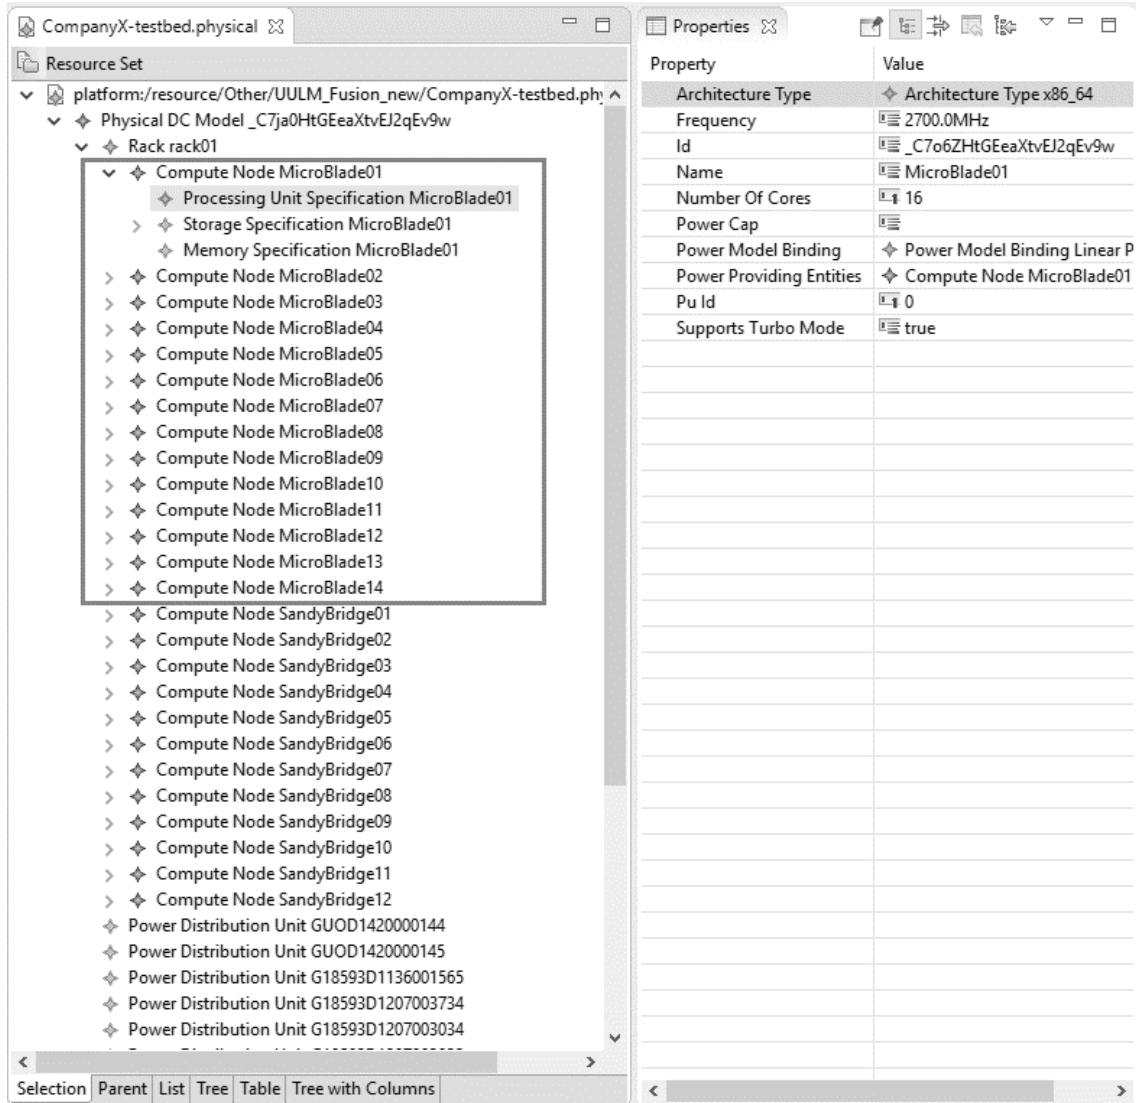 CompanyX-testbed.physical
Resource Set
platform:/resource/Other/UULM_Fusion_new/CompanyX-testbed.phy
Physical DC Model _C7ja0HtGEeaXtvEJ2qEv9w
Rack rack01
Compute Node MicroBlade01
Processing Unit Specification MicroBlade01
Storage Specification MicroBlade01
Memory Specification MicroBlade01
Compute Node MicroBlade02
Compute Node MicroBlade03
Compute Node MicroBlade04
Compute Node MicroBlade05
Compute Node MicroBlade06
Compute Node MicroBlade07
Compute Node MicroBlade08
Compute Node MicroBlade09
Compute Node MicroBlade10
Compute Node MicroBlade11
Compute Node MicroBlade12
Compute Node MicroBlade13
Compute Node MicroBlade14
Compute Node SandyBridge01
Compute Node SandyBridge02
Compute Node SandyBridge03
Compute Node SandyBridge04
Compute Node SandyBridge05
Compute Node SandyBridge06
Compute Node SandyBridge07
Compute Node SandyBridge08
Compute Node SandyBridge09
Compute Node SandyBridge10
Compute Node SandyBridge11
Compute Node SandyBridge12
Power Distribution Unit GUOD1420000144
Power Distribution Unit GUOD1420000145
Power Distribution Unit G18593D1136001565
Power Distribution Unit G18593D1207003734
Power Distribution Unit G18593D1207003034
Selection Parent List Tree Table Tree with Columns
Properties
Property Value
Architecture Type Architecture Type x86_64
Frequency 2700.0MHz
Id _C7o6ZHtGEeaXtvEJ2qEv9w
Name MicroBlade01
Number Of Cores 16
Power Cap
Power Model Binding Power Model Binding Linear P
Power Providing Entities Compute Node MicroBlade01
Pu Id 0
Supports Turbo Mode true